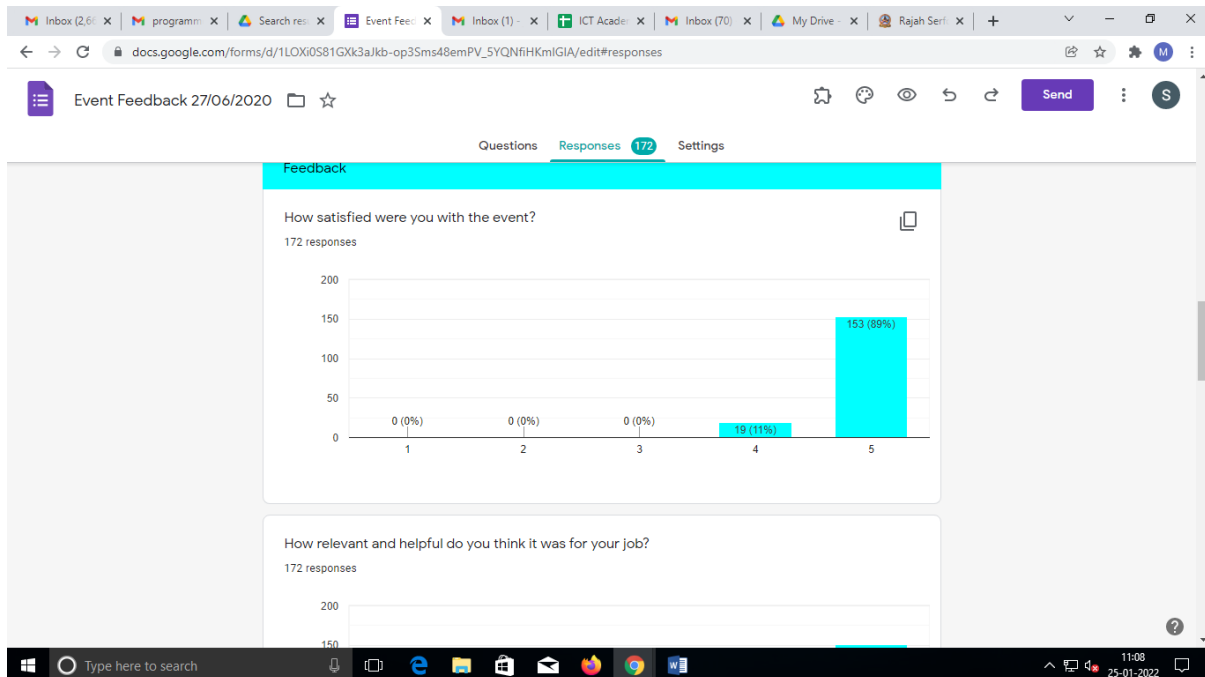 Inbox (2,6
programm
Search res
Event Feed
Inbox (1) -
ICT Acade
Inbox (70)
My Drive -
Rajah Serf
docs.google.com/forms/d/1LOXi0S81GXk3aJkb-op3Sms48emPV_5YQNfiHKmIGIA/edit#responses
M
Event Feedback 27/06/2020
Send
S
Questions Responses 172 Settings
Feedback
How satisfied were you with the event?
172 responses
200
150
100
50
0
0 (0%)
0 (0%)
0 (0%)
19 (11%)
153 (89%)
1 2 3 4 5
How relevant and helpful do you think it was for your job?
172 responses
200
150
Type here to search
11:08
25-01-2022